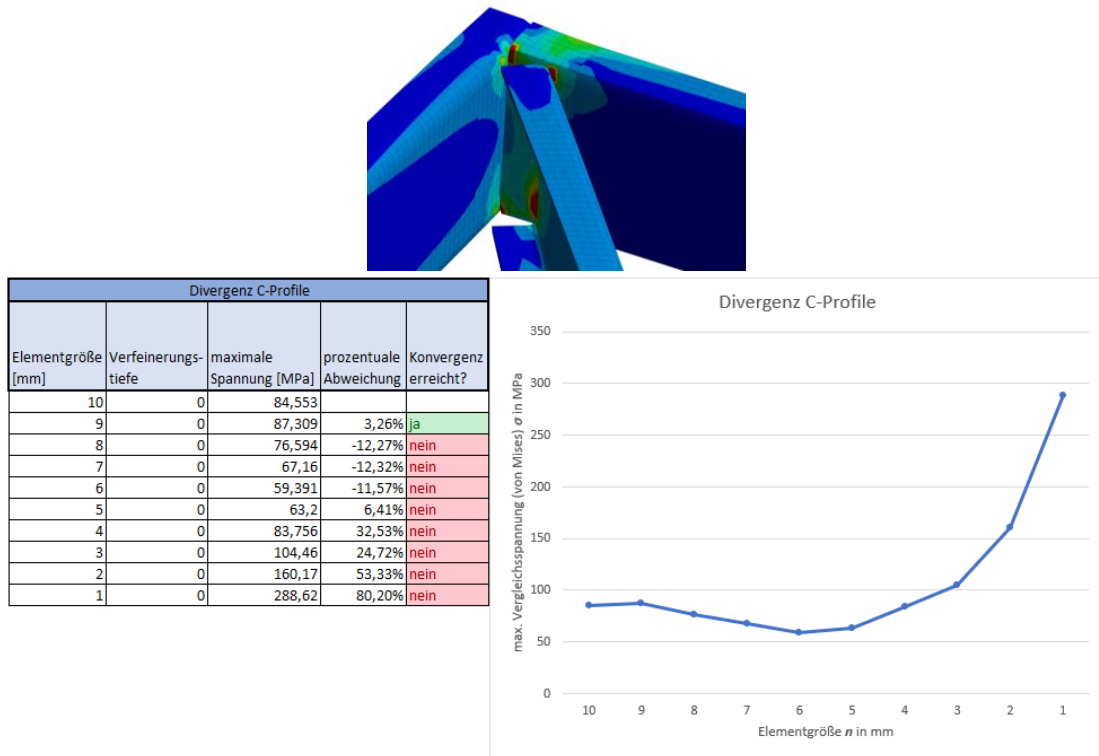 Divergenz C-Profile
Elementgröße [mm] Verfeinerungs-tiefe maximale Spannung [MPa] prozentuale Abweichung Konvergenz erreicht?
10 0 84,553
9 0 87,309 3,26% ja
8 0 76,594 -12,27% nein
7 0 67,16 -12,32% nein
6 0 59,391 -11,57% nein
5 0 63,2 6,41% nein
4 0 83,756 32,53% nein
3 0 104,46 24,72% nein
2 0 160,17 53,33% nein
1 0 288,62 80,20% nein
Divergenz C-Profile
max. Vergleichsspannung (von Mises) σ in MPa
350
300
250
200
150
100
50
0
10 9 8 7 6 5 4 3 2 1
Elementgröße n in mm